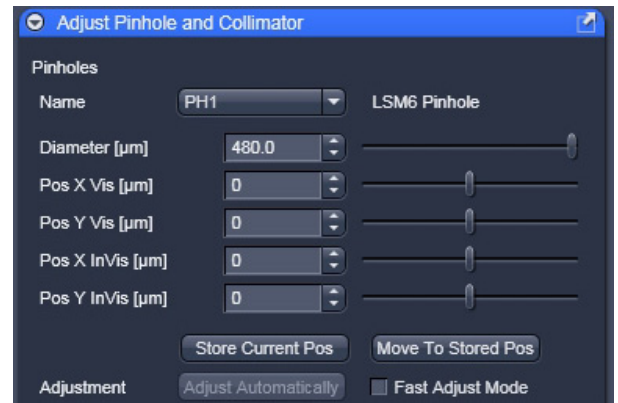 Adjust Pinhole and Collimator
Pinholes
Name PH1 LSM6 Pinhole
Diameter [µm] 480.0
Pos X Vis [µm] 0
Pos Y Vis [µm] 0
Pos X InVis [µm] 0
Pos Y InVis [µm] 0
Store Current Pos Move To Stored Pos
Adjustment Adjust Automatically Fast Adjust Mode